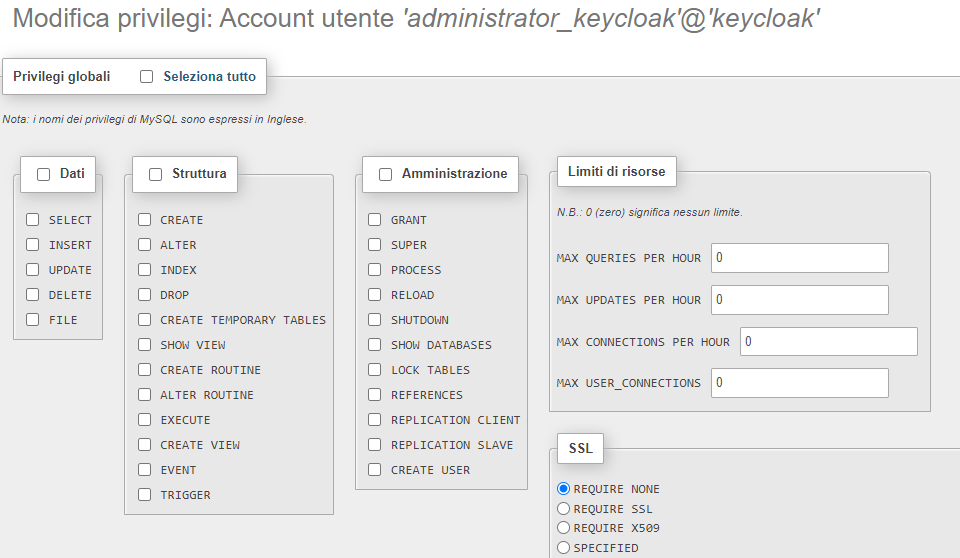 Modifica privilegi: Account utente 'administrator_keycloak'@'keycloak'
Privilegi globali Seleziona tutto
Nota: i nomi dei privilegi di MySQL sono espressi in Inglese.
Dati
SELECT
INSERT
UPDATE
DELETE
FILE
Struttura
CREATE
ALTER
INDEX
DROP
CREATE TEMPORARY TABLES
SHOW VIEW
CREATE ROUTINE
ALTER ROUTINE
EXECUTE
CREATE VIEW
EVENT
TRIGGER
Amministrazione
GRANT
SUPER
PROCESS
RELOAD
SHUTDOWN
SHOW DATABASES
LOCK TABLES
REFERENCES
REPLICATION CLIENT
REPLICATION SLAVE
CREATE USER
Limiti di risorse
N.B.: 0 (zero) significa nessun limite.
MAX QUERIES PER HOUR 0
MAX UPDATES PER HOUR 0
MAX CONNECTIONS PER HOUR 0
MAX USER_CONNECTIONS 0
SSL
REQUIRE NONE
REQUIRE SSL
REQUIRE X509
SPECIFIED